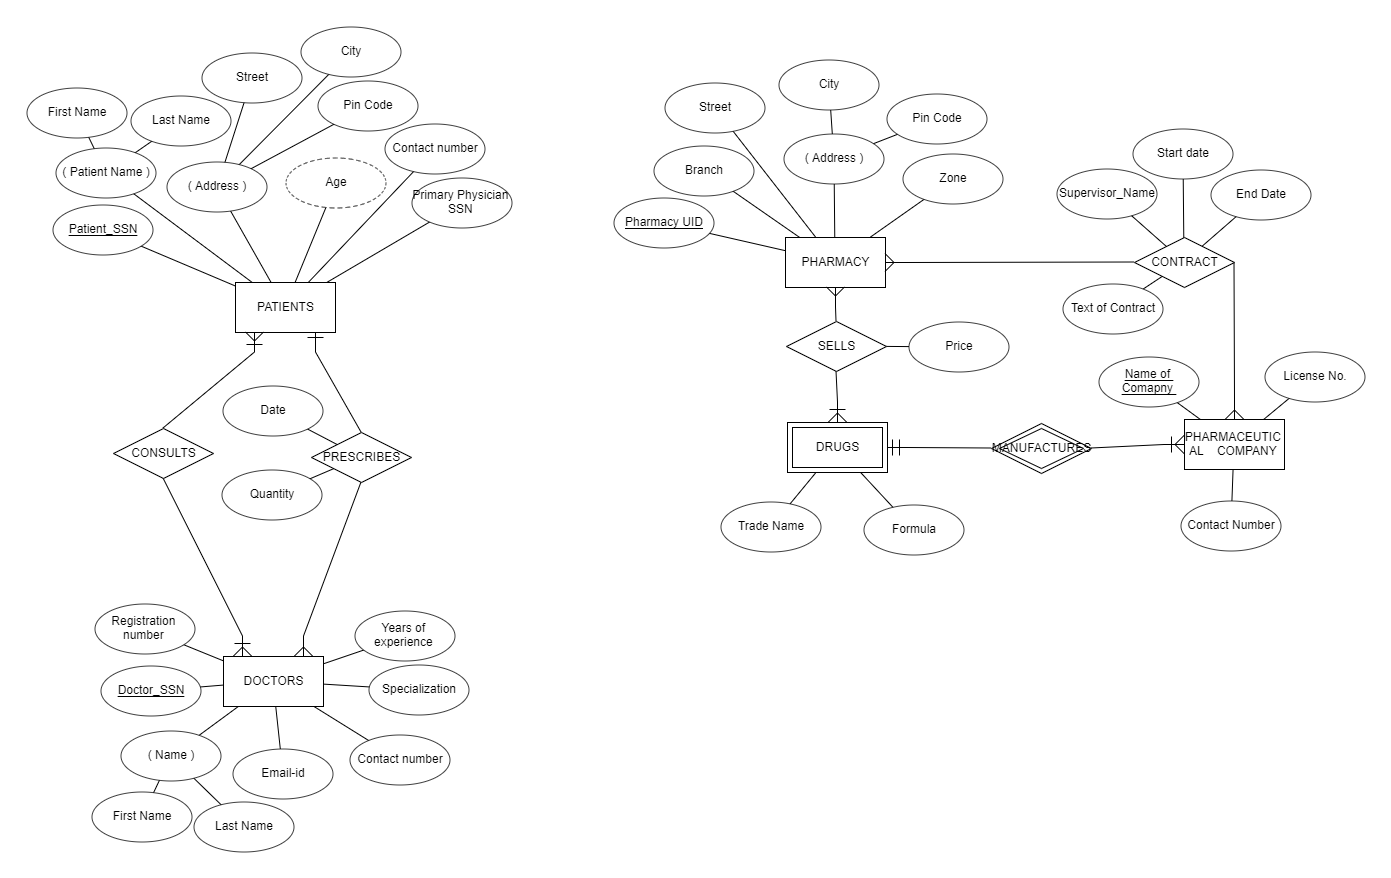 City
Street
Pin Code
First Name
Last Name
Contact number
( Patient Name )
( Address )
Age
Primary Physician
SSN
Patient_SSN
PATIENTS
Date
CONSULTS
PRESCRIBES
Quantity
Registration
number
Years of
experience
Doctor_SSN
DOCTORS
Specialization
( Name )
Email-id
Contact number
First Name
Last Name
City
Street
Pin Code
( Address )
Branch
Zone
Pharmacy UID
PHARMACY
Start date
Supervisor_Name
End Date
CONTRACT
Text of Contract
SELLS
Price
Name of
Comapny
License No.
DRUGS
MANUFACTURES
PHARMACEUTIC
AL COMPANY
Trade Name
Formula
Contact Number